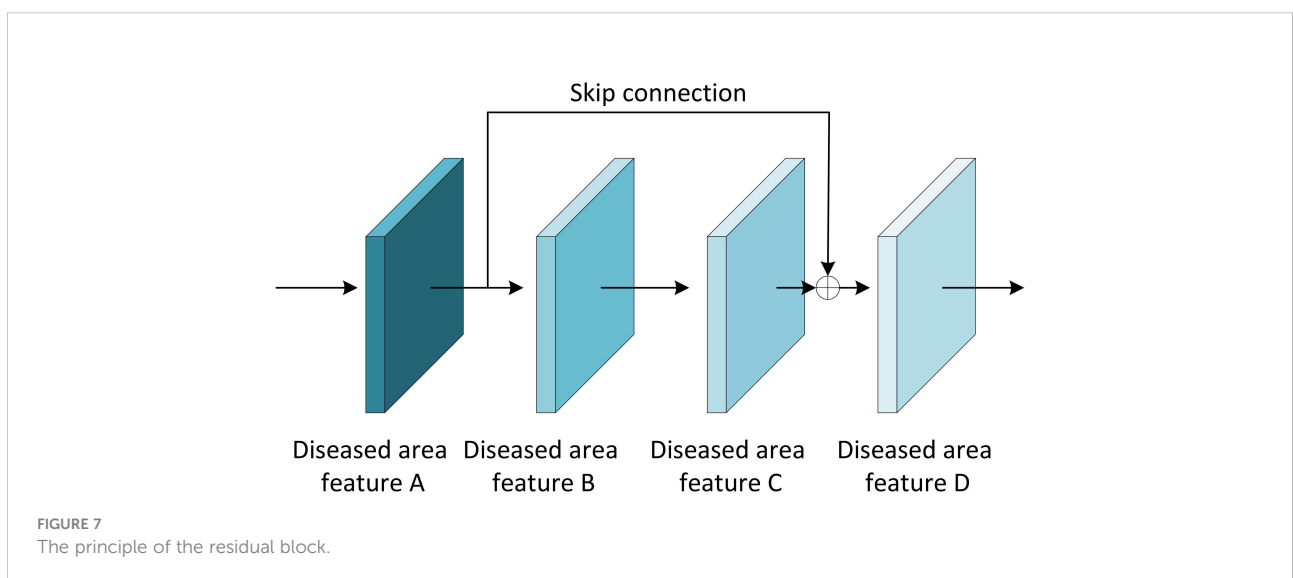 Skip connection
Diseased area
feature A
Diseased area
feature B
Diseased area
feature C
Diseased area
feature D
FIGURE 7
The principle of the residual block.